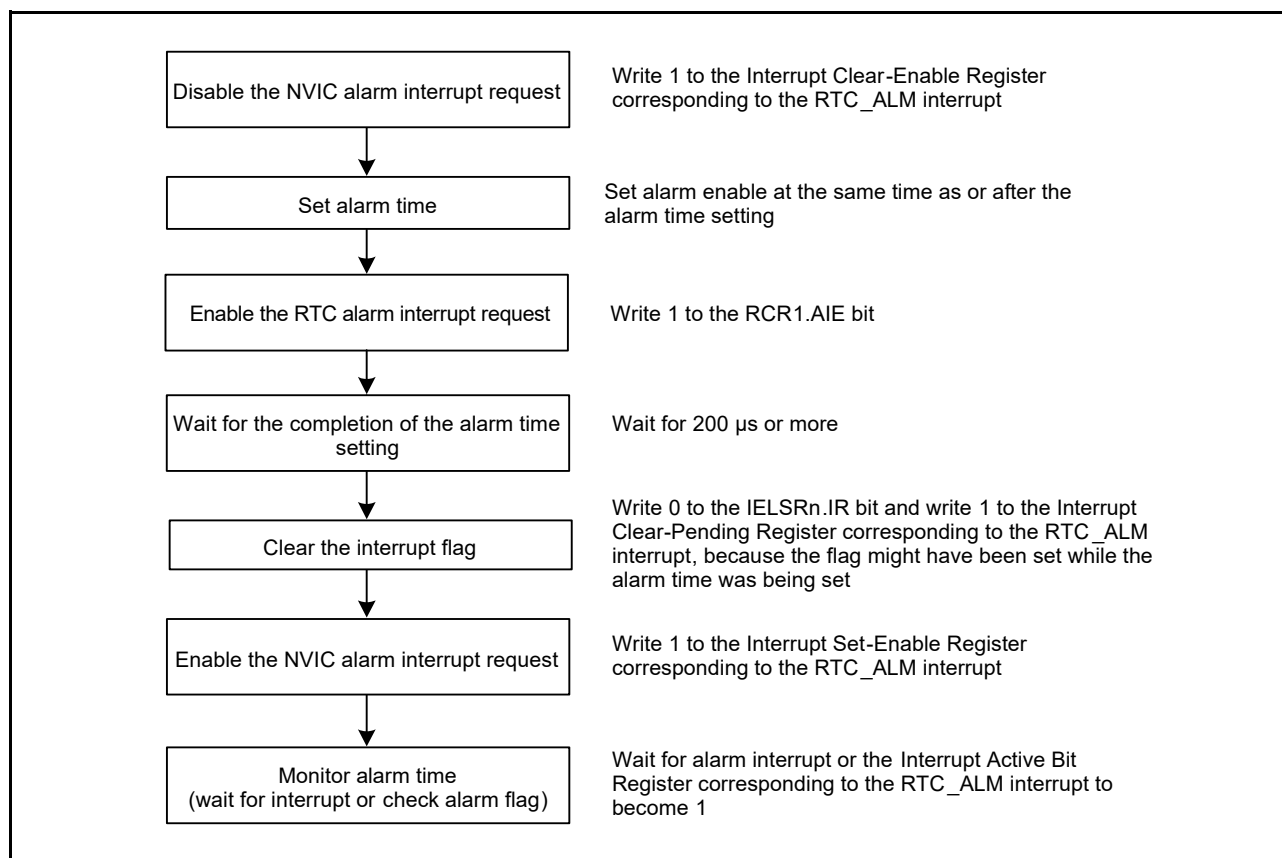 Disable the NVIC alarm interrupt request
Write 1 to the Interrupt Clear-Enable Register
corresponding to the RTC_ALM interrupt
Set alarm time
Set alarm enable at the same time as or after the
alarm time setting
Enable the RTC alarm interrupt request
Write 1 to the RCR1.AIE bit
Wait for the completion of the alarm time
setting
Wait for 200 µs or more
Clear the interrupt flag
Write 0 to the IELSRn.IR bit and write 1 to the Interrupt
Clear-Pending Register corresponding to the RTC_ALM
interrupt, because the flag might have been set while the
alarm time was being set
Enable the NVIC alarm interrupt request
Write 1 to the Interrupt Set-Enable Register
corresponding to the RTC_ALM interrupt
Monitor alarm time
(wait for interrupt or check alarm flag)
Wait for alarm interrupt or the Interrupt Active Bit
Register corresponding to the RTC_ALM interrupt to
become 1